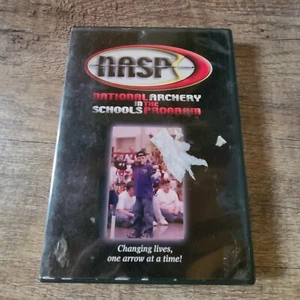 NASP
NATIONAL ARCHERY
IN THE
SCHOOLS PROGRAM
Changing lives,
one arrow at a time!